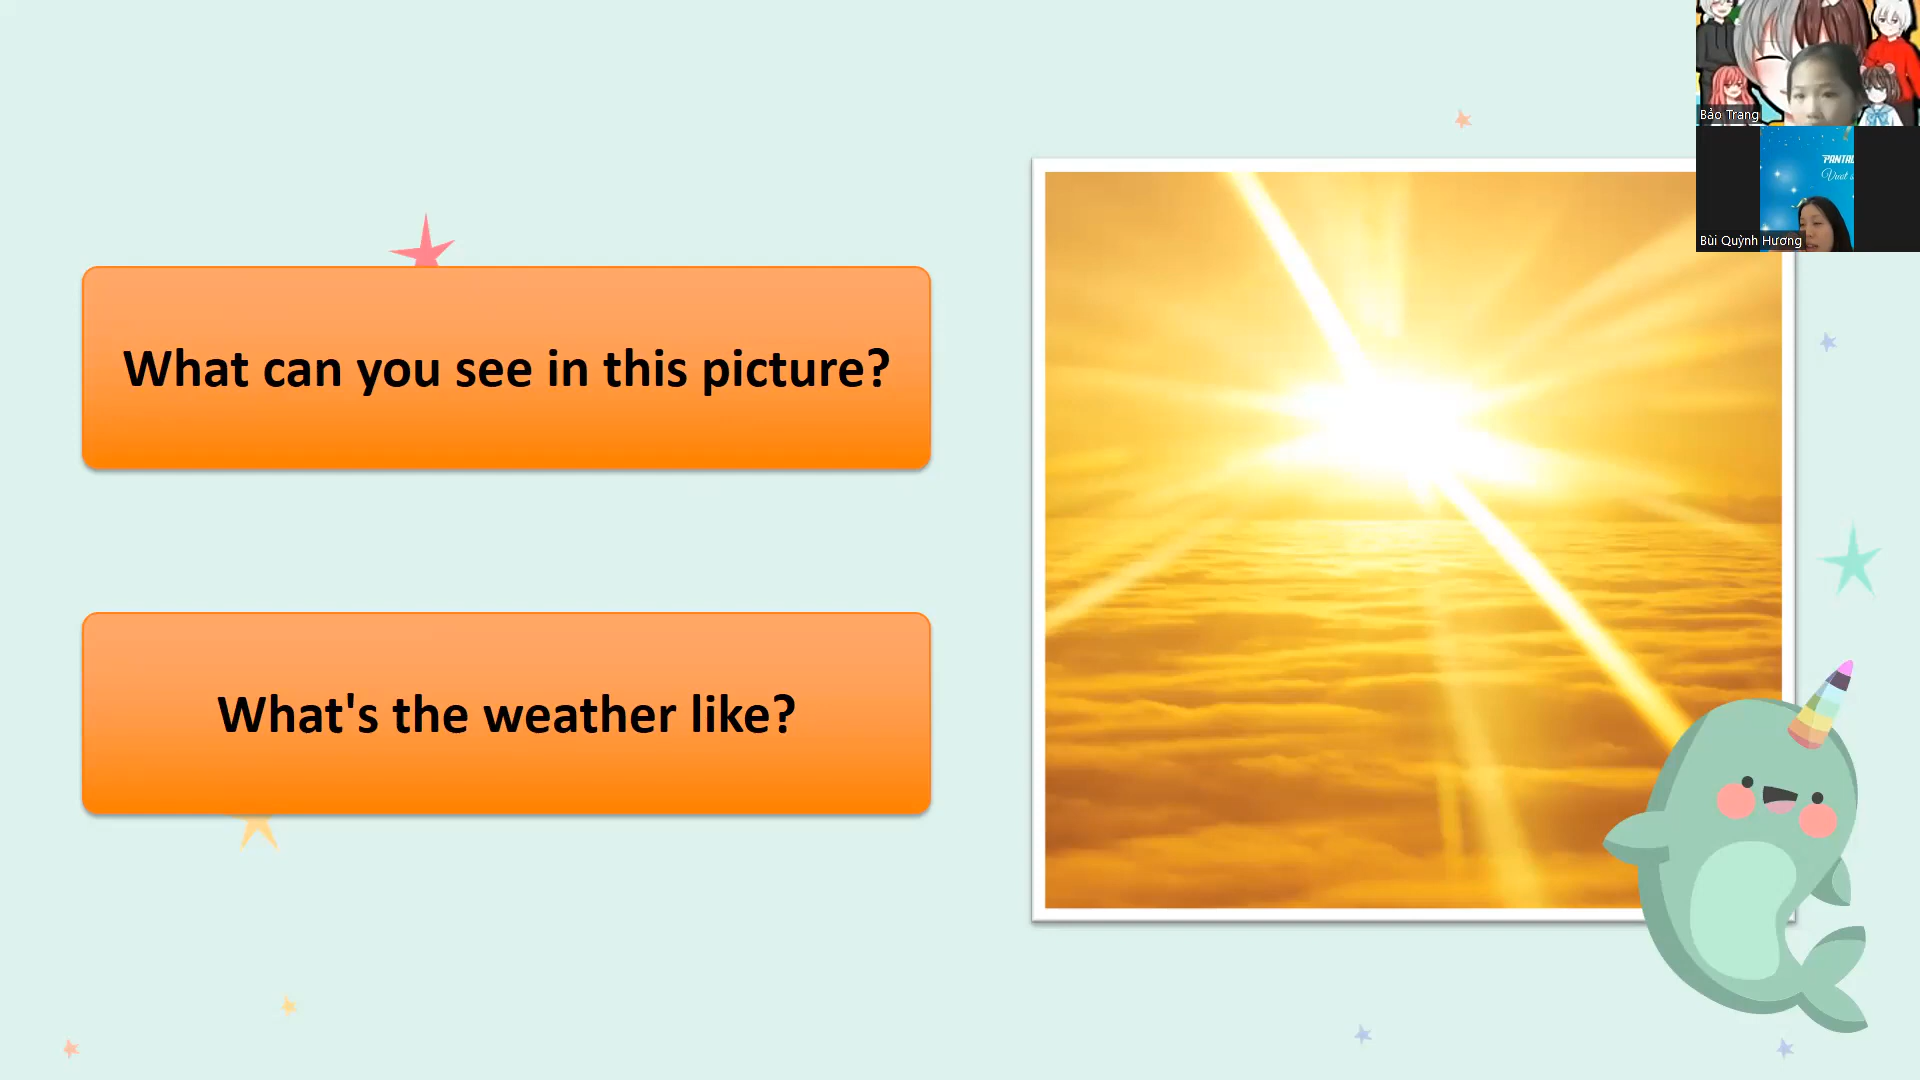 Bảo Trang
Bùi Quỳnh Hương
What can you see in this picture?
What's the weather like?